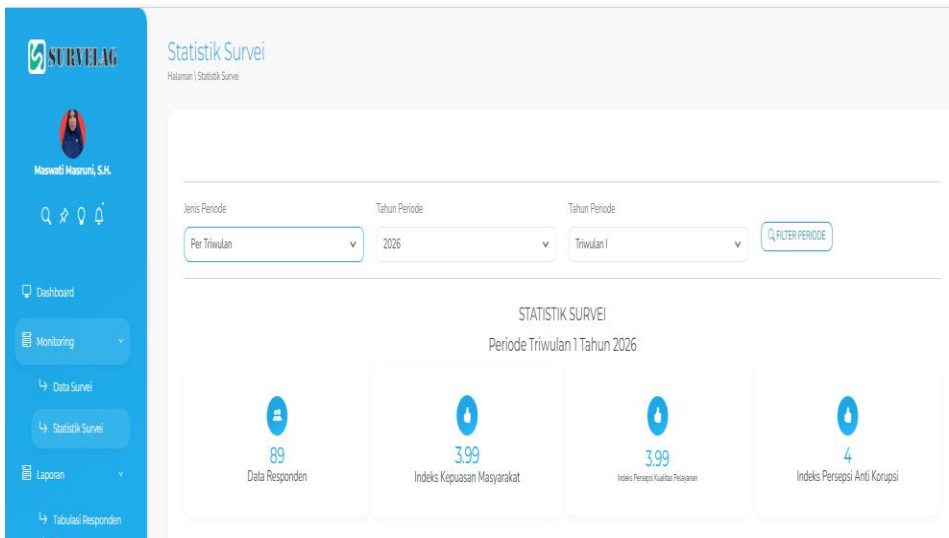 SURVELAG
Maswati Masruni, S.H.
Dashboard
Monitoring
Data Survei
Statistik Survei
Laporan
Tabulasi Responden
Statistik Survei
Halaman \ Statistik Survei
Jenis Periode
Per Triwulan
Tahun Periode
2026
Tahun Periode
Triwulan I
FILTER PERIODE
STATISTIK SURVEI
Periode Triwulan 1 Tahun 2026
89
Data Responden
3.99
Indeks Kepuasan Masyarakat
3.99
Indeks Persepsi Kualitas Pelayanan
4
Indeks Persepsi Anti Korupsi